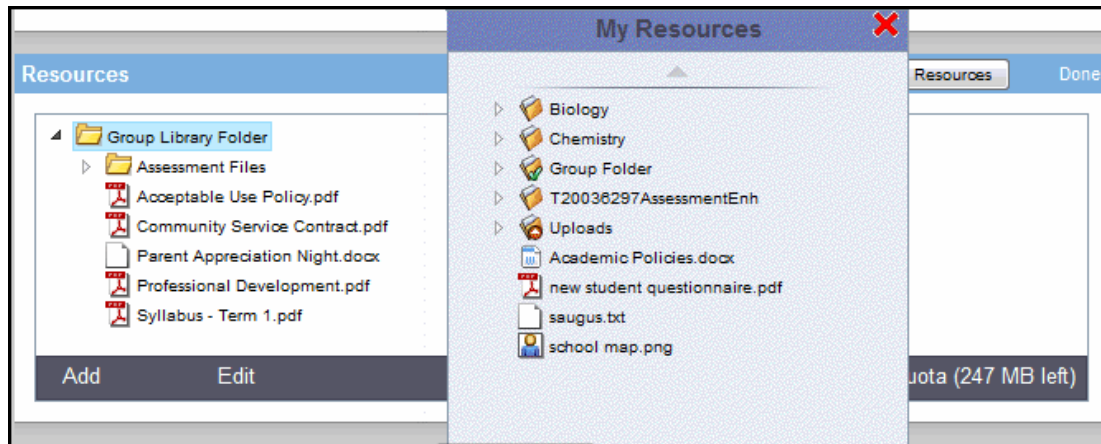 My Resources
Resources
Resources
Done
Group Library Folder
Assessment Files
Acceptable Use Policy.pdf
Community Service Contract.pdf
Parent Appreciation Night.docx
Professional Development.pdf
Syllabus - Term 1.pdf
Biology
Chemistry
Group Folder
T20036297AssessmentEnh
Uploads
Academic Policies.docx
new student questionnaire.pdf
saugus.txt
school map.png
Add
Edit
uota (247 MB left)